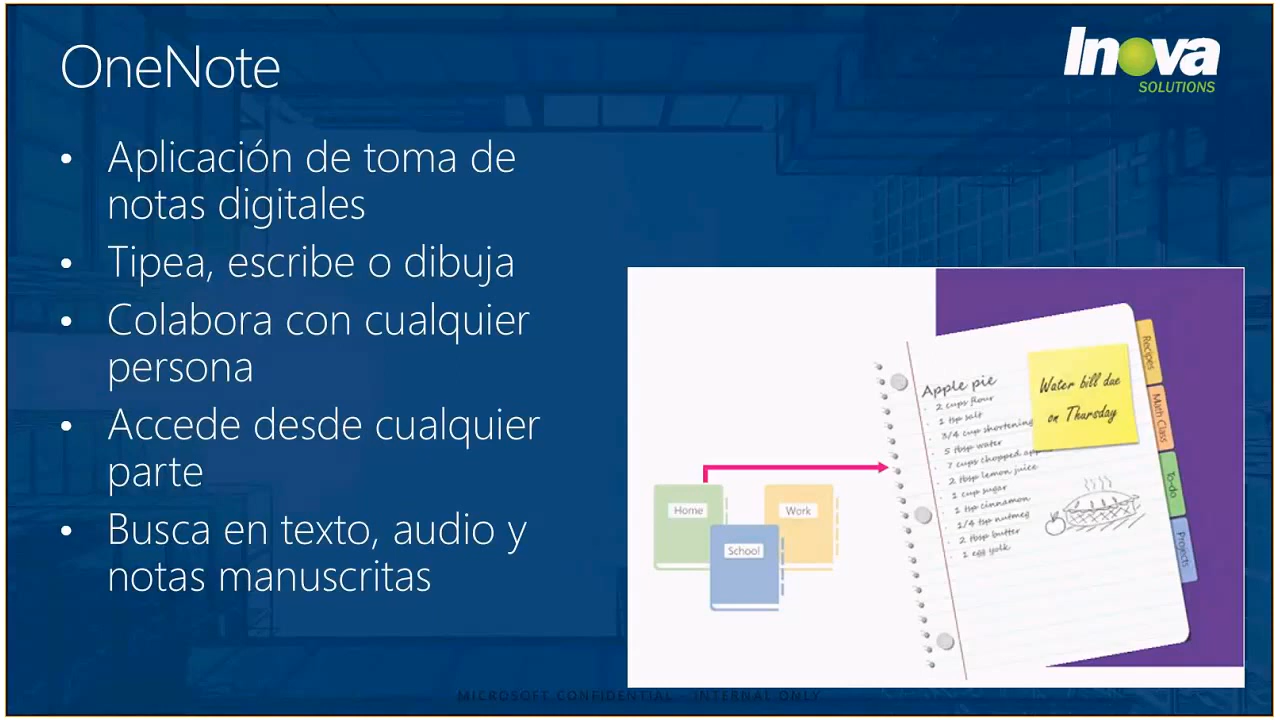 OneNote
Inova
SOLUTIONS
• Aplicación de toma de
notas digitales
• Tipea, escribe o dibuja
• Colabora con cualquier
persona
• Accede desde cualquier
parte
• Busca en texto, audio y
notas manuscritas
Home
Work
School
Apple pie
- 2 cups flour
- 1 tsp salt
- 3/4 cup shortening
- 5 tbsp water
- 7 cups chopped
- 2 tbsp lemon juice
- 1 cup sugar
- 1 tsp cinnamon
- 1/4 tsp nutmeg
- 2 tbsp butter
- 1 egg yolk
Water bill due
on Thursday
Recipes
Math Class
To-do
Projects
MICROSOFT CONFIDENTIAL - INTERNAL ONLY